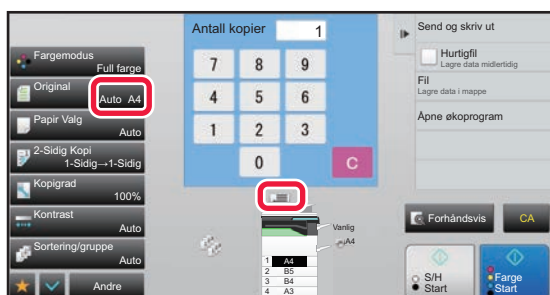 Fargemodus
Full farge
Original
Auto A4
Papir Valg
Auto
2-Sidig Kopi
1-Sidig→1-Sidig
Kopigrad
100%
Kontrast
Auto
Sortering/gruppe
Auto
Andre
Antall kopier 1
7 8 9
4 5 6
1 2 3
0 C
Vanlig
A4
1 A4
2 B5
3 B4
4 A3
Send og skriv ut
Hurtigfil
Lagre data midlertidig
Fil
Lagre data i mappe
Åpne økoprogram
Forhåndsvis CA
S/H
Start
Farge
Start